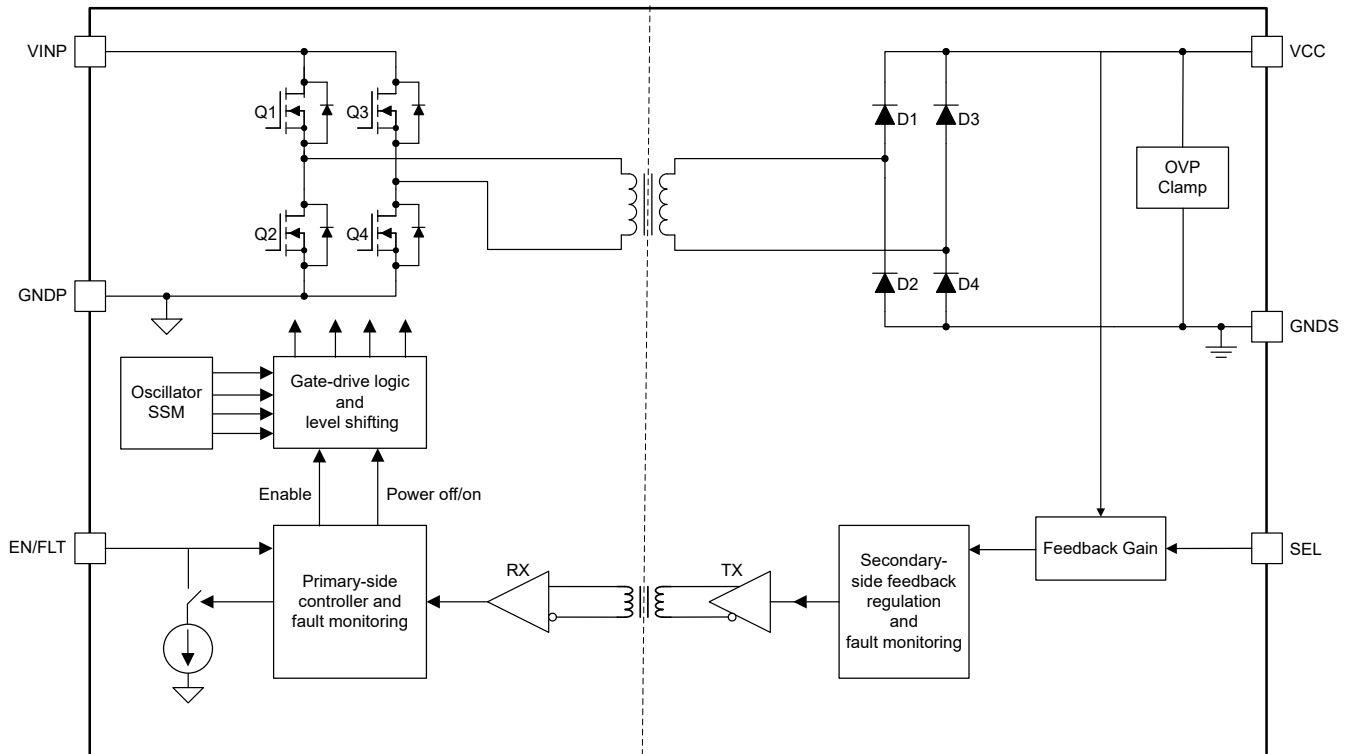 VINP
VCC
Q1
Q3
D1
D3
OVP
Clamp
Q2
Q4
D2
D4
GNDP
GNDS
Oscillator
SSM
Gate-drive logic
and
level shifting
Enable
Power off/on
EN/FLT
Primary-side
controller and
fault monitoring
RX
TX
Secondary-
side feedback
regulation
and
fault monitoring
Feedback Gain
SEL